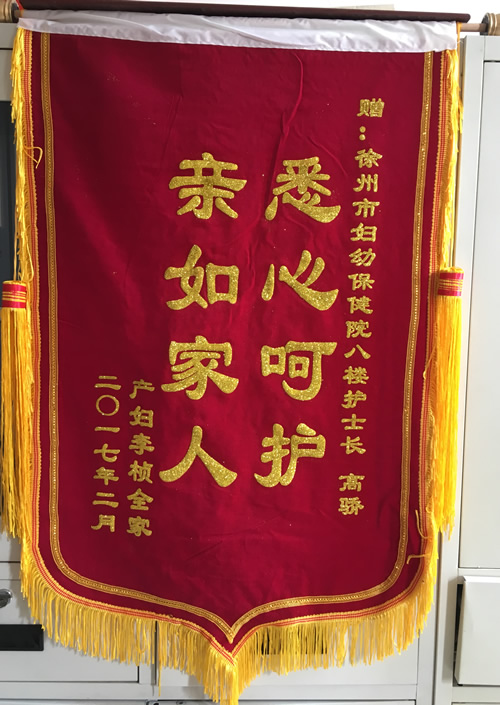 赠：徐州市妇幼保健院八楼护士长 高骄
悉心呵护
亲如家人
产妇李桢全家
二〇一七年二月